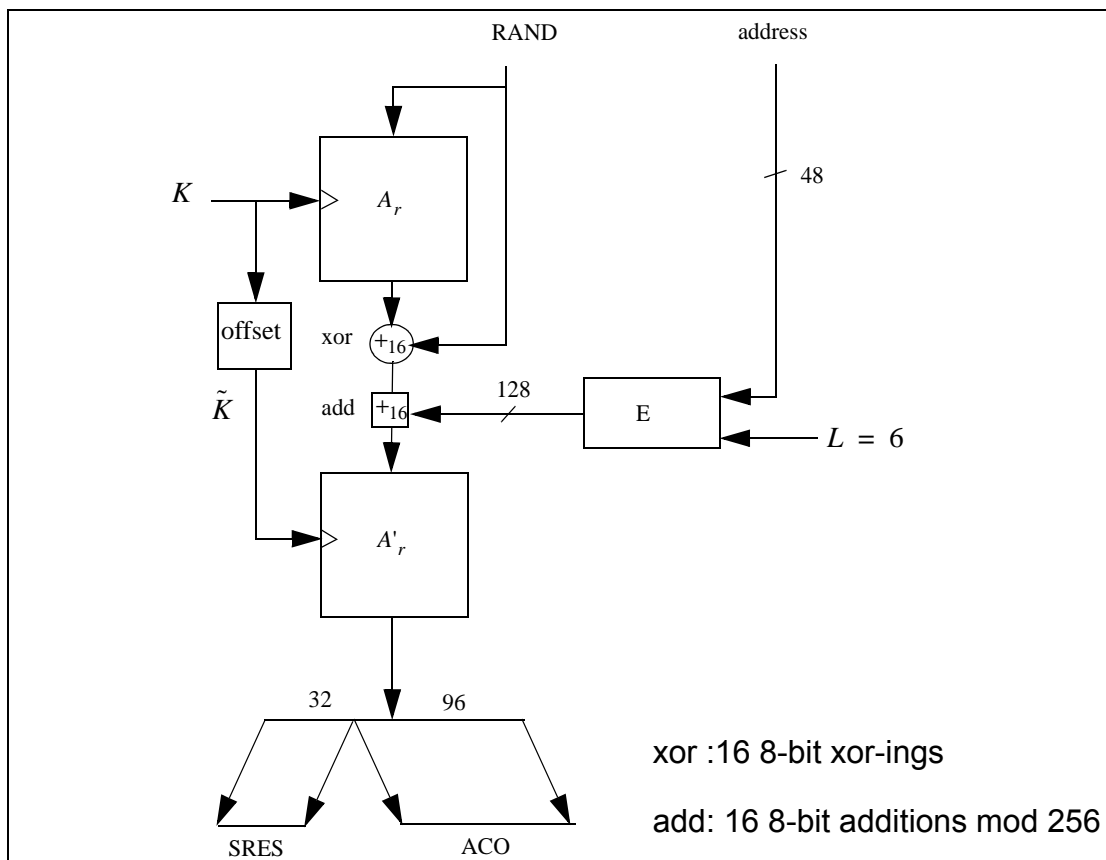 RAND
address
48
K
A_r
offset
xor
+16
K̃
add
+16
128
E
L = 6
A'_r
32
96
xor :16 8-bit xor-ings
add: 16 8-bit additions mod 256
SRES
ACO